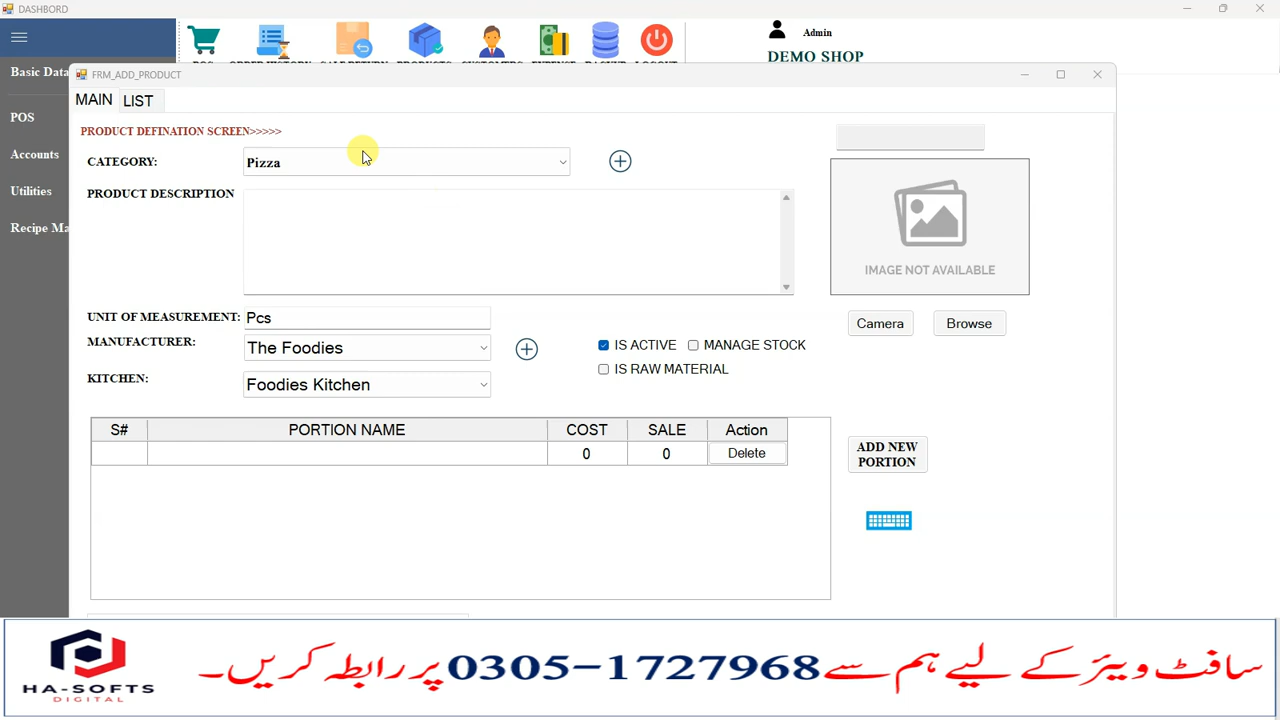 DASHBORD
Admin
DEMO SHOP
Basic Data
POS
Accounts
Utilities
Recipe Ma
FRM_ADD_PRODUCT
MAIN LIST
PRODUCT DEFINATION SCREEN>>>>>
CATEGORY: Pizza
PRODUCT DESCRIPTION
IMAGE NOT AVAILABLE
Camera Browse
UNIT OF MEASUREMENT: Pcs
MANUFACTURER: The Foodies
IS ACTIVE MANAGE STOCK
IS RAW MATERIAL
KITCHEN: Foodies Kitchen
S# PORTION NAME COST SALE Action
0 0 Delete
ADD NEW
PORTION
HA-SOFTS
DIGITAL
سافٹ ویئر کے لیے ہم سے 0305-1727968 پر رابطہ کریں۔